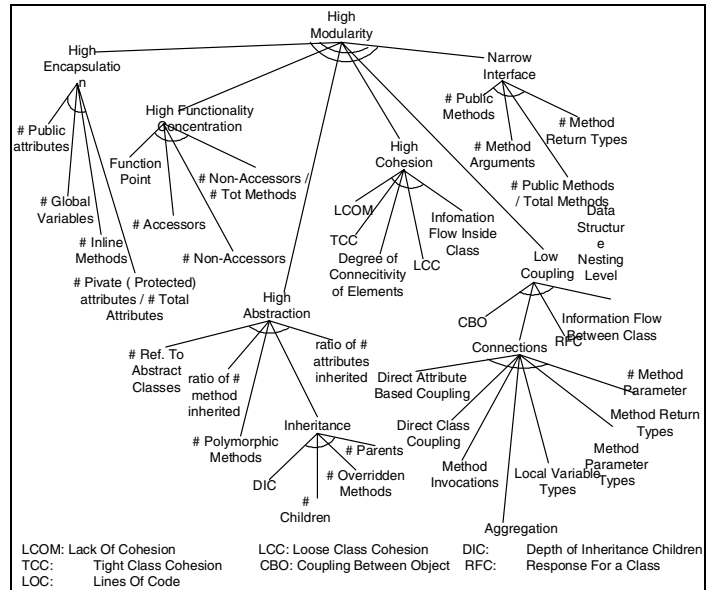 High
Modularity
High
Encapsulatio
n
Narrow
Interface
# Public
attributes
High Functionality
Concentration
# Public
Methods
# Method
Return Types
Function
Point
High
Cohesion
# Method
Arguments
# Non-Accessors /
# Tot Methods
# Public Methods
/ Total Methods
# Global
Variables
# Accessors
LCOM
Infomation
Flow Inside
Class
Data
Structur
e
Nesting
Level
# Inline
Methods
# Non-Accessors
TCC
Degree of
Connecitivity
of Elements
LCC
Low
Coupling
# Pivate ( Protected)
attributes / # Total
Attributes
High
Abstraction
CBO
RFC
Information Flow
Between Class
# Ref. To
Abstract
Classes
ratio of #
method
inherited
ratio of #
attributes
inherited
Connections
Direct Attribute
Based Coupling
# Method
Parameter
# Polymorphic
Methods
Inheritance
Direct Class
Coupling
Method Return
Types
# Parents
Method
Invocations
Local Variable
Types
Method
Parameter
Types
DIC
# Overridden
Methods
#
Children
Aggregation
LCOM: Lack Of Cohesion LCC: Loose Class Cohesion DIC: Depth of Inheritance Children
TCC: Tight Class Cohesion CBO: Coupling Between Object RFC: Response For a Class
LOC: Lines Of Code